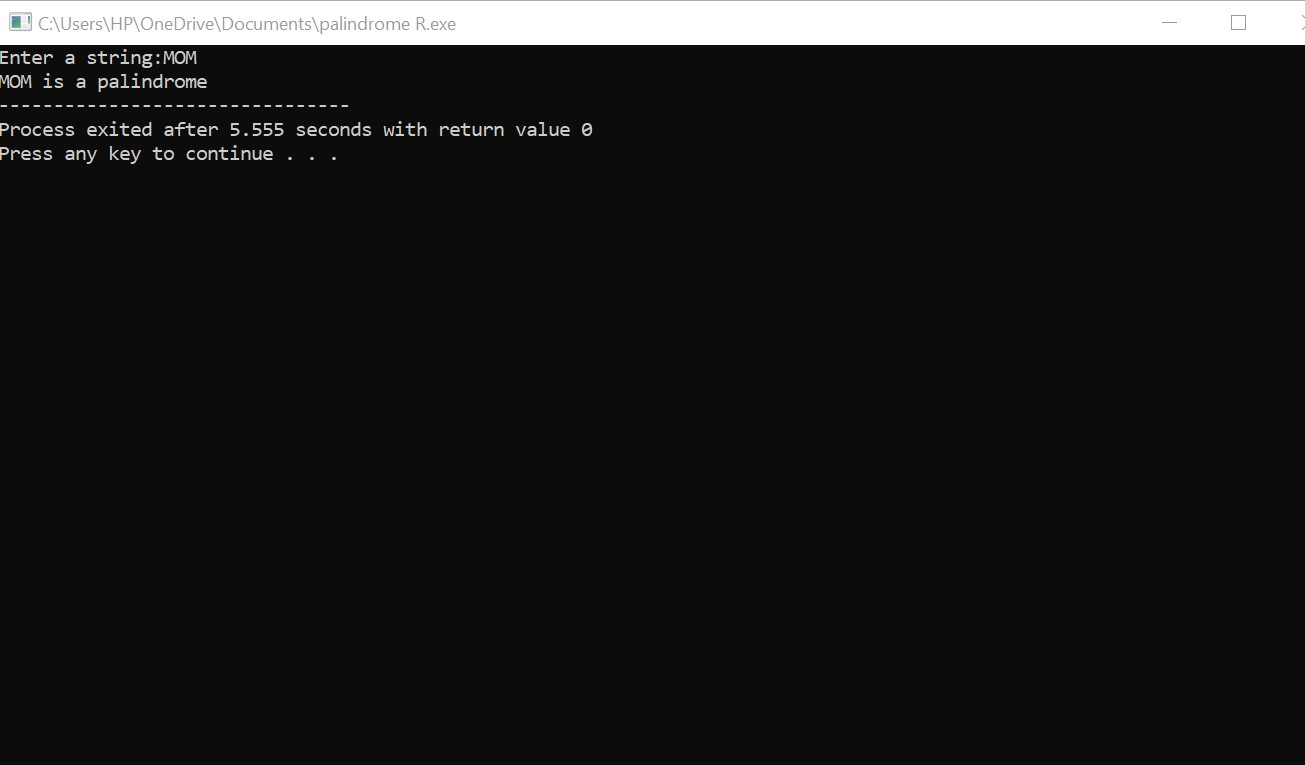 C:\Users\HP\OneDrive\Documents\palindrome R.exe
Enter a string:MOM
MOM is a palindrome
--------------------------------
Process exited after 5.555 seconds with return value 0
Press any key to continue . . .